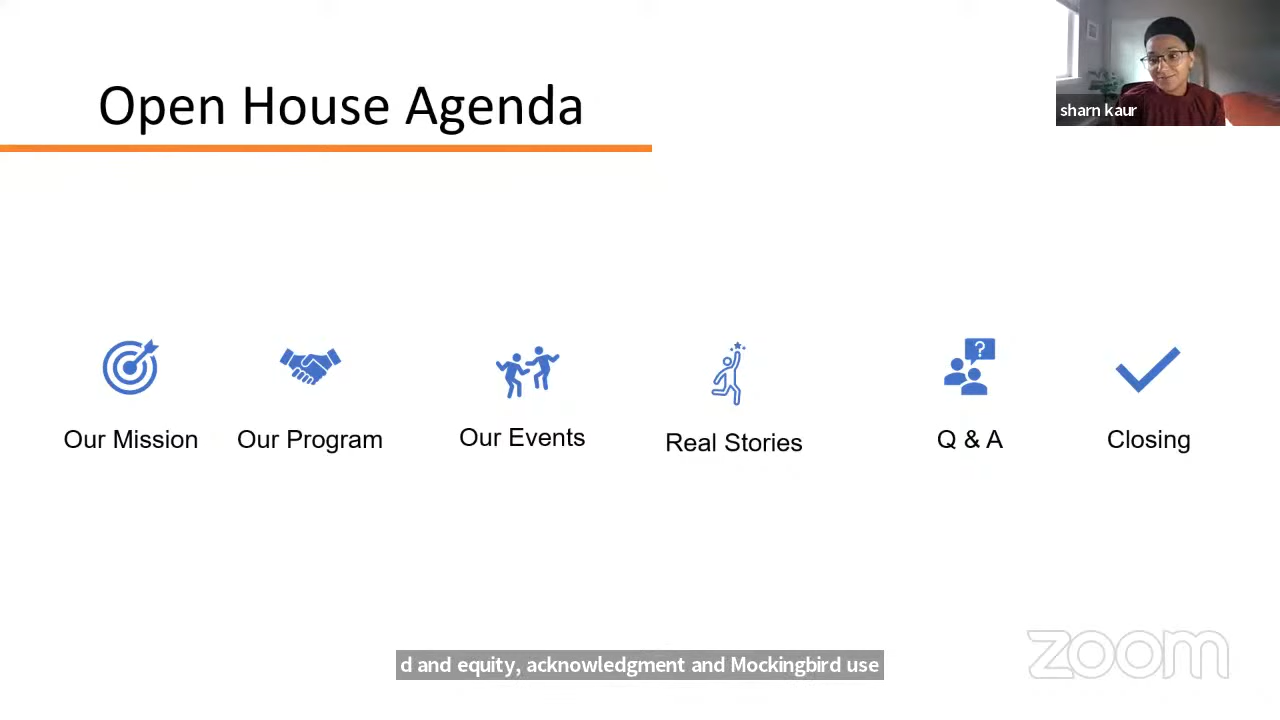 Open House Agenda
sharn kaur
?
Our Mission
Our Program
Our Events
Real Stories
Q & A
Closing
d and equity, acknowledgment and Mockingbird use
zoom